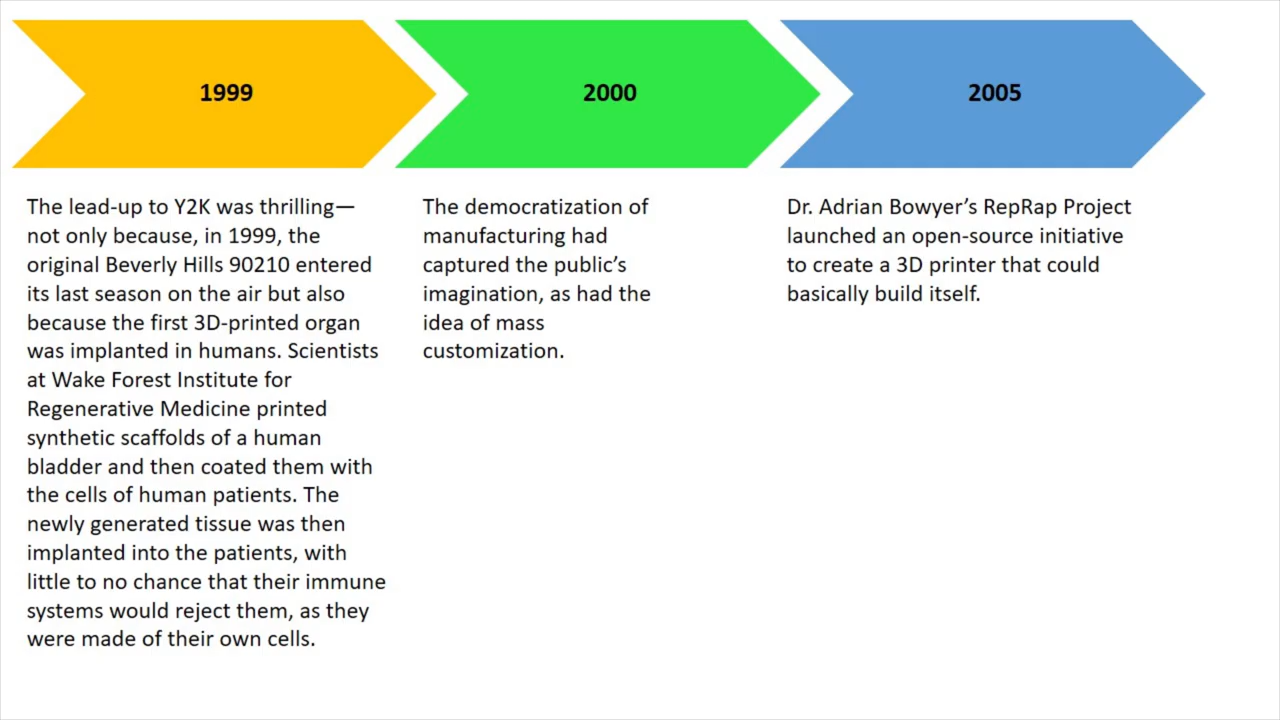 1999
2000
2005
The lead-up to Y2K was thrilling—
not only because, in 1999, the
original Beverly Hills 90210 entered
its last season on the air but also
because the first 3D-printed organ
was implanted in humans. Scientists
at Wake Forest Institute for
Regenerative Medicine printed
synthetic scaffolds of a human
bladder and then coated them with
the cells of human patients. The
newly generated tissue was then
implanted into the patients, with
little to no chance that their immune
systems would reject them, as they
were made of their own cells.
The democratization of
manufacturing had
captured the public’s
imagination, as had the
idea of mass
customization.
Dr. Adrian Bowyer’s RepRap Project
launched an open-source initiative
to create a 3D printer that could
basically build itself.